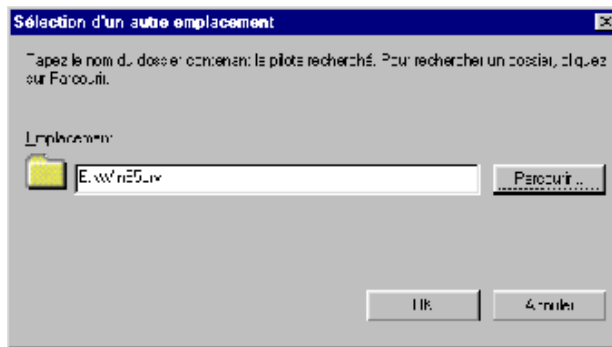 Sélection d'un autre emplacement
Tapez le nom du dossier contenant le pilote recherché. Pour rechercher un dossier, cliquez
sur Parcourir.
Emplacement
Parcourir...
OK
Annuler